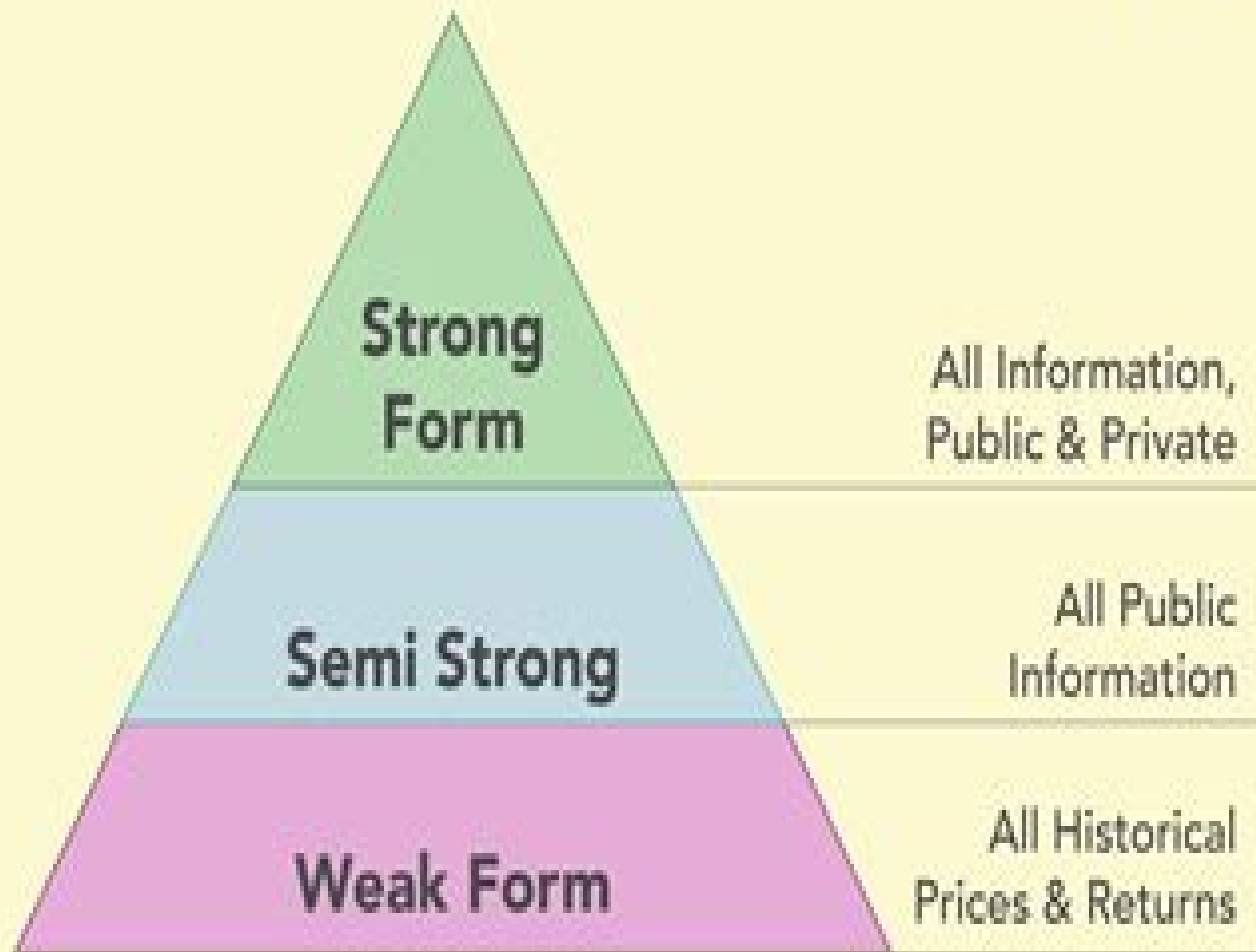 Strong
Form
All Information,
Public & Private
Semi Strong
All Public
Information
Weak Form
All Historical
Prices & Returns